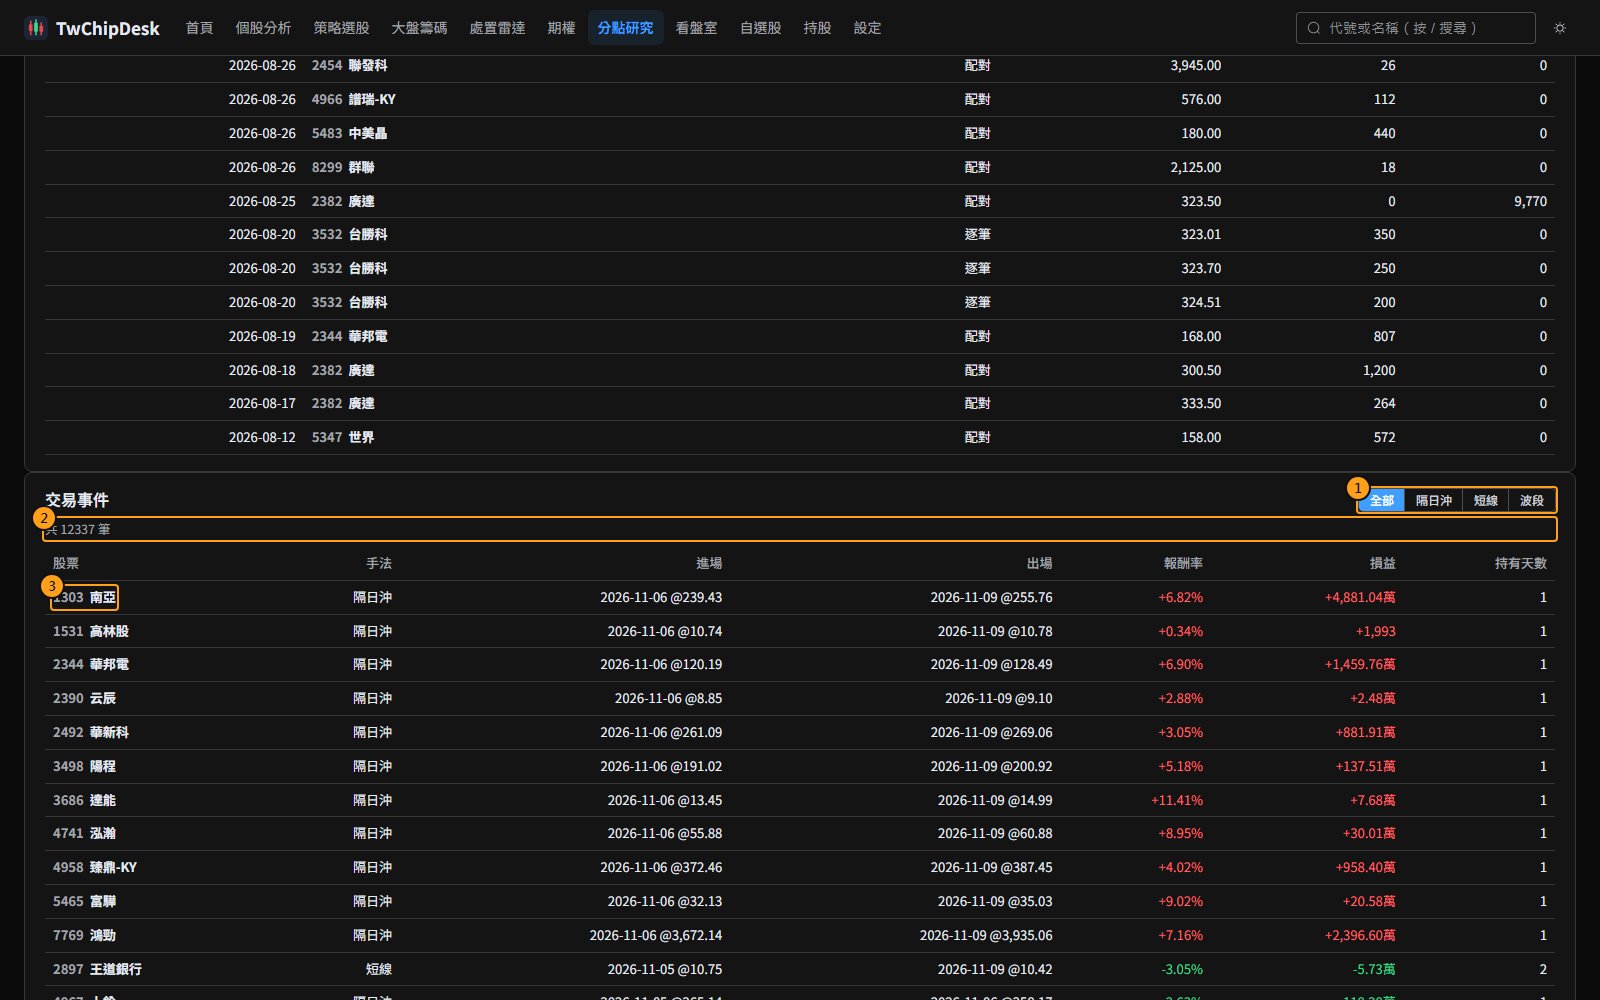 TwChipDesk 首頁 個股分析 策略選股 大盤籌碼 處置雷達 期權 分點研究 看盤室 自選股 持股 設定 代號或名稱（按 / 搜尋）
2026-08-26 2454 聯發科 配對 3,945.00 26 0
2026-08-26 4966 譜瑞-KY 配對 576.00 112 0
2026-08-26 5483 中美晶 配對 180.00 440 0
2026-08-26 8299 群聯 配對 2,125.00 18 0
2026-08-25 2382 廣達 配對 323.50 0 9,770
2026-08-20 3532 台勝科 逐筆 323.01 350 0
2026-08-20 3532 台勝科 逐筆 323.70 250 0
2026-08-20 3532 台勝科 逐筆 324.51 200 0
2026-08-19 2344 華邦電 配對 168.00 807 0
2026-08-18 2382 廣達 配對 300.50 1,200 0
2026-08-17 2382 廣達 配對 333.50 264 0
2026-08-12 5347 世界 配對 158.00 572 0
交易事件 1 全部 隔日沖 短線 波段
2 共 12337 筆
股票 手法 進場 出場 報酬率 損益 持有天數
3 1303 南亞 隔日沖 2026-11-06 @239.43 2026-11-09 @255.76 +6.82% +4,881.04萬 1
1531 高林股 隔日沖 2026-11-06 @10.74 2026-11-09 @10.78 +0.34% +1,993 1
2344 華邦電 隔日沖 2026-11-06 @120.19 2026-11-09 @128.49 +6.90% +1,459.76萬 1
2390 云辰 隔日沖 2026-11-06 @8.85 2026-11-09 @9.10 +2.88% +2.48萬 1
2492 華新科 隔日沖 2026-11-06 @261.09 2026-11-09 @269.06 +3.05% +881.91萬 1
3498 陽程 隔日沖 2026-11-06 @191.02 2026-11-09 @200.92 +5.18% +137.51萬 1
3686 達能 隔日沖 2026-11-06 @13.45 2026-11-09 @14.99 +11.41% +7.68萬 1
4741 泓瀚 隔日沖 2026-11-06 @55.88 2026-11-09 @60.88 +8.95% +30.01萬 1
4958 臻鼎-KY 隔日沖 2026-11-06 @372.46 2026-11-09 @387.45 +4.02% +958.40萬 1
5465 富驊 隔日沖 2026-11-06 @32.13 2026-11-09 @35.03 +9.02% +20.58萬 1
7769 鴻勁 隔日沖 2026-11-06 @3,672.14 2026-11-09 @3,935.06 +7.16% +2,396.60萬 1
2897 王道銀行 短線 2026-11-05 @10.75 2026-11-09 @10.42 -3.05% -5.73萬 2